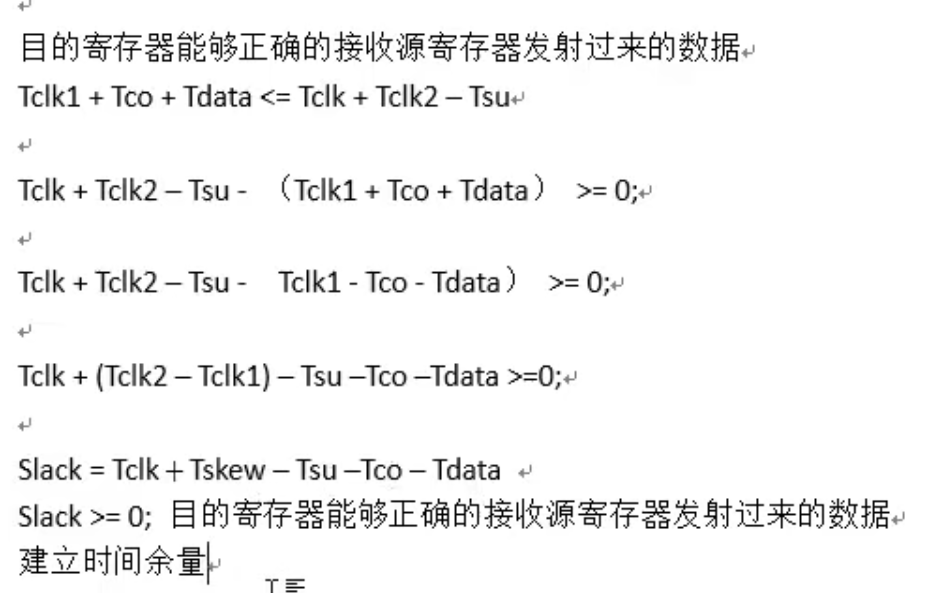 目的寄存器能够正确的接收源寄存器发射过来的数据
Tclk1 + Tco + Tdata <= Tclk + Tclk2 – Tsu
Tclk + Tclk2 – Tsu - （Tclk1 + Tco + Tdata） >= 0;
Tclk + Tclk2 – Tsu - Tclk1 - Tco - Tdata） >= 0;
Tclk + (Tclk2 – Tclk1) – Tsu –Tco –Tdata >=0;
Slack = Tclk + Tskew – Tsu –Tco – Tdata
Slack >= 0; 目的寄存器能够正确的接收源寄存器发射过来的数据
建立时间余量